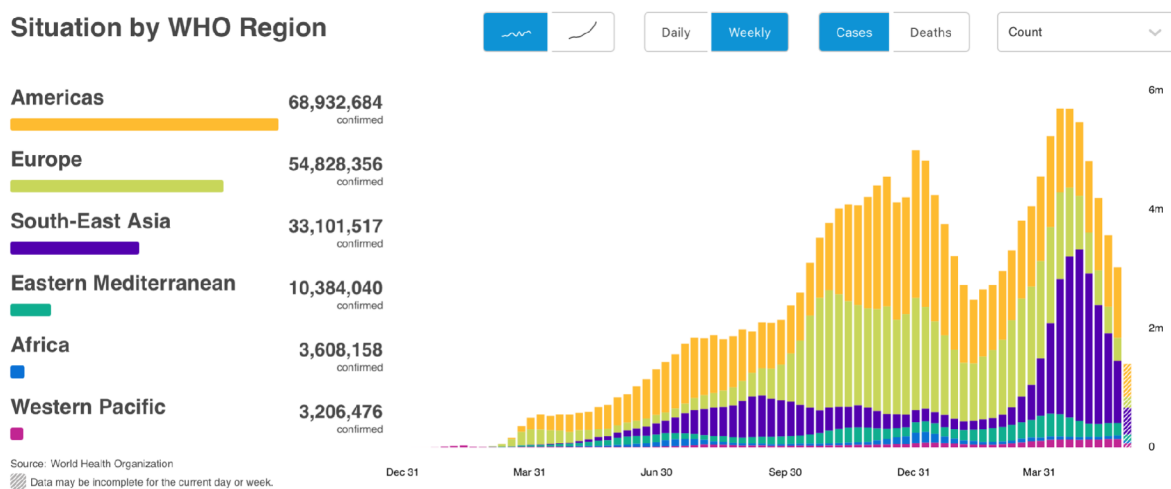 Situation by WHO Region
Daily
Weekly
Cases
Deaths
Count
Americas
68,932,684
confirmed
Europe
54,828,356
confirmed
South-East Asia
33,101,517
confirmed
Eastern Mediterranean
10,384,040
confirmed
Africa
3,608,158
confirmed
Western Pacific
3,206,476
confirmed
Source: World Health Organization
Data may be incomplete for the current day or week.
6m
4m
2m
0
Dec 31
Mar 31
Jun 30
Sep 30
Dec 31
Mar 31